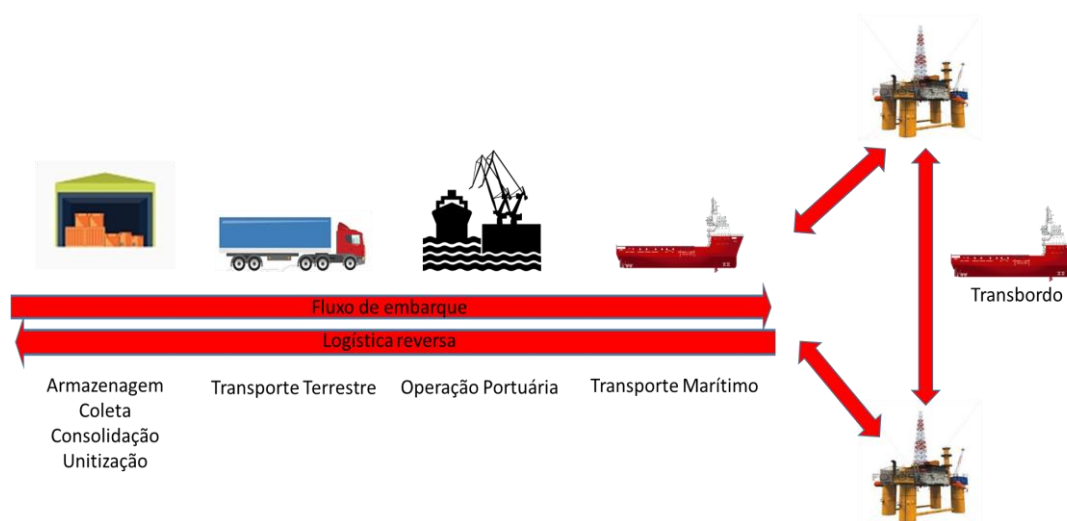 Transbordo
Fluxo de embarque
Logística reversa
Armazenagem
Coleta
Consolidação
Unitização
Transporte Terrestre
Operação Portuária
Transporte Marítimo